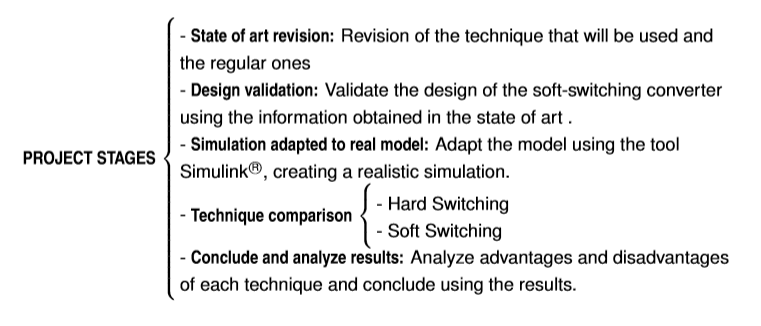 - State of art revision: Revision of the technique that will be used and
the regular ones
- Design validation: Validate the design of the soft-switching converter
using the information obtained in the state of art .
- Simulation adapted to real model: Adapt the model using the tool
PROJECT STAGES
Simulink®, creating a realistic simulation.
- Technique comparison
- Hard Switching
- Soft Switching
- Conclude and analyze results: Analyze advantages and disadvantages
of each technique and conclude using the results.